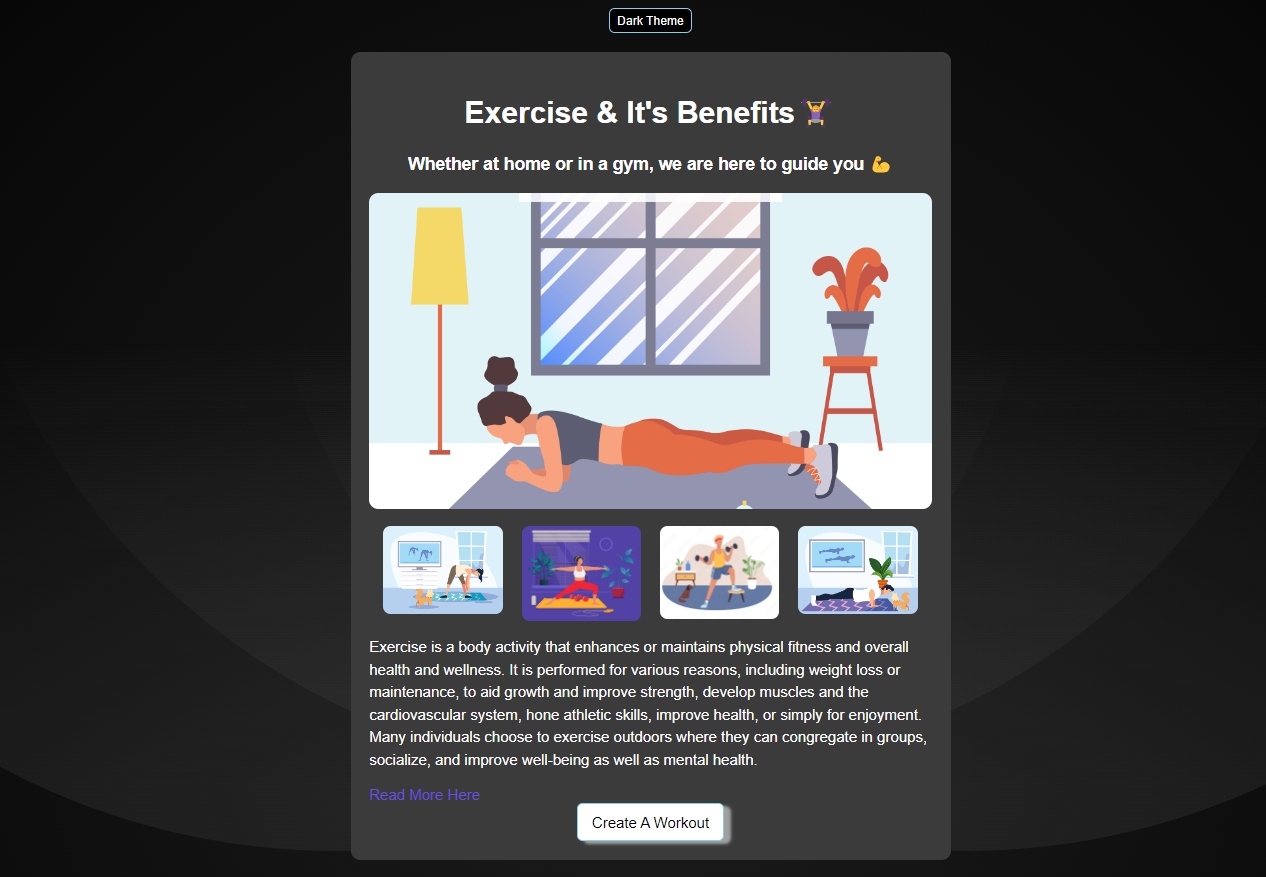 Dark Theme
Exercise & It's Benefits 🏋️‍♀️
Whether at home or in a gym, we are here to guide you 💪
Exercise is a body activity that enhances or maintains physical fitness and overall
health and wellness. It is performed for various reasons, including weight loss or
maintenance, to aid growth and improve strength, develop muscles and the
cardiovascular system, hone athletic skills, improve health, or simply for enjoyment.
Many individuals choose to exercise outdoors where they can congregate in groups,
socialize, and improve well-being as well as mental health.
Read More Here
Create A Workout